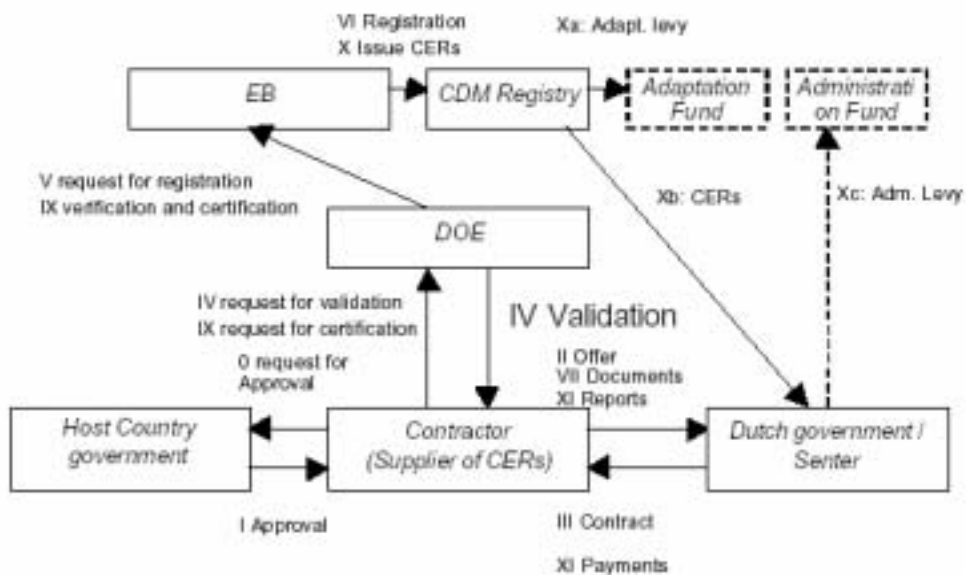 VI Registration
X Issue CERs
Xa: Adapt. levy
EB
CDM Registry
Adaptation
Fund
Administrati
on Fund
V request for registration
IX verification and certification
Xb: CERs
Xc: Adm. Levy
DOE
IV request for validation
IX request for certification
IV Validation
0 request for
Approval
II Offer
VII Documents
XI Reports
Host Country
government
Contractor
(Supplier of CERs)
Dutch government /
Senter
I Approval
III Contract
XI Payments